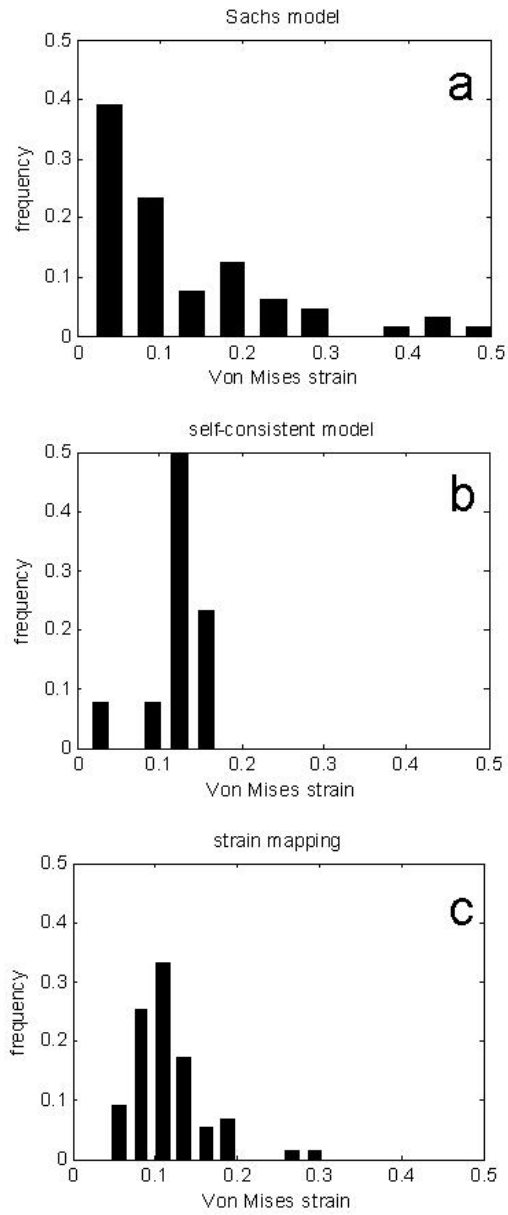 Sachs model
0.5
a
0.4
0.3
frequency
0.2
0.1
0
0 0.1 0.2 0.3 0.4 0.5
Von Mises strain
self-consistent model
0.5
b
0.4
0.3
frequency
0.2
0.1
0
0 0.1 0.2 0.3 0.4 0.5
Von Mises strain
strain mapping
0.5
c
0.4
0.3
frequency
0.2
0.1
0
0 0.1 0.2 0.3 0.4 0.5
Von Mises strain